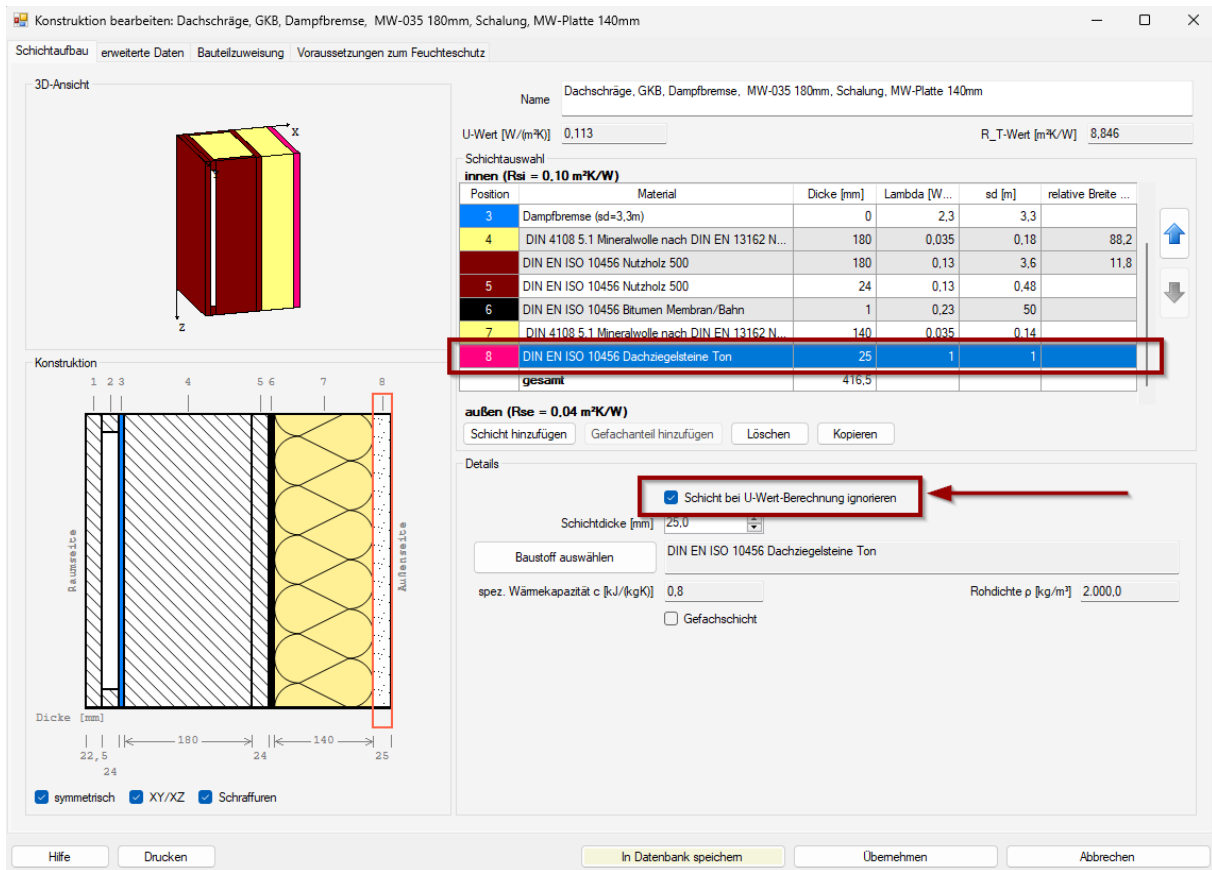 Konstruktion bearbeiten: Dachschräge, GKB, Dampfbremse, MW-035 180mm, Schalung, MW-Platte 140mm
Schichtaufbau erweiterte Daten Bauteilzuweisung Voraussetzungen zum Feuchteschutz
3D-Ansicht
X
Y
Z
Name Dachschräge, GKB, Dampfbremse, MW-035 180mm, Schalung, MW-Platte 140mm
U-Wert [W/(m²K)] 0,113 R_T-Wert [m²K/W] 8,846
Schichtauswahl
innen (Rsi = 0,10 m²K/W)
Position Material Dicke [mm] Lambda [W... sd [m] relative Breite ...
3 Dampfbremse (sd=3,3m) 0 2,3 3,3
4 DIN 4108 5.1 Mineralwolle nach DIN EN 13162 N... 180 0,035 0,18 88,2
DIN EN ISO 10456 Nutzholz 500 180 0,13 3,6 11,8
5 DIN EN ISO 10456 Nutzholz 500 24 0,13 0,48
6 DIN EN ISO 10456 Bitumen Membran/Bahn 1 0,23 50
7 DIN 4108 5.1 Mineralwolle nach DIN EN 13162 N... 140 0,035 0,14
8 DIN EN ISO 10456 Dachziegelsteine Ton 25 1 1
gesamt 416,5
außen (Rse = 0,04 m²K/W)
Schicht hinzufügen Gefachanteil hinzufügen Löschen Kopieren
Konstruktion
1 2 3 4 5 6 7 8
Raumseite
Außenseite
Dicke [mm]
180 140
22,5 24 25
24
symmetrisch XY/XZ Schraffuren
Details
Schicht bei U-Wert-Berechnung ignorieren
Schichtdicke [mm] 25,0
Baustoff auswählen DIN EN ISO 10456 Dachziegelsteine Ton
spez. Wärmekapazität c [kJ/(kgK)] 0,8 Rohdichte ρ [kg/m³] 2.000,0
Gefachschicht
Hilfe Drucken In Datenbank speichern Übernehmen Abbrechen